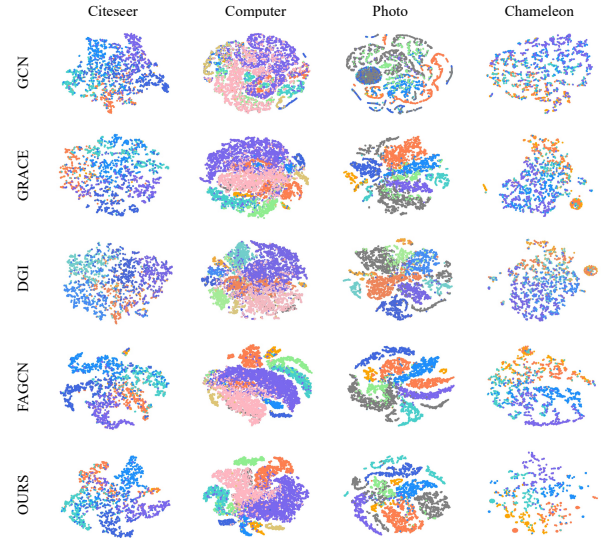 Citeseer Computer Photo Chameleon
GCN
GRACE
DGI
FAGCN
OURS